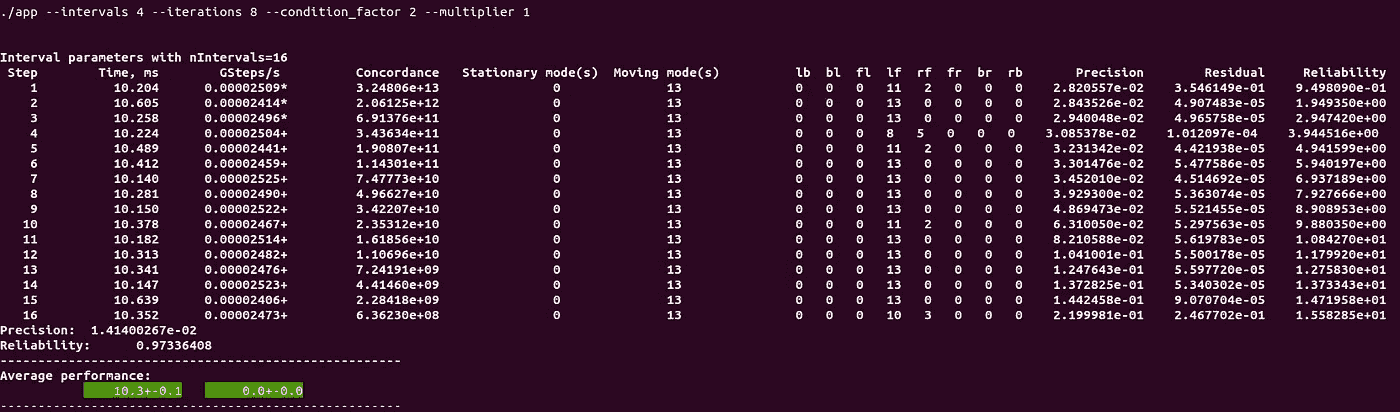 ./app --intervals 4 --iterations 8 --condition_factor 2 --multiplier 1
Interval parameters with nIntervals=16
Step Time, ms GSteps/s Concordance Stationary mode(s) Moving mode(s) lb bl fl lf rf fr br rb Precision Residual Reliability
1 10.204 0.00002509* 3.24806e+13 0 13 0 0 0 11 2 0 0 0 2.820557e-02 3.546149e-01 9.498090e-01
2 10.605 0.00002414* 2.06125e+12 0 13 0 0 0 13 0 0 0 0 2.843526e-02 4.907483e-05 1.949350e+00
3 10.258 0.00002496* 6.91376e+11 0 13 0 0 0 13 0 0 0 0 2.940048e-02 4.965758e-05 2.947420e+00
4 10.224 0.00002504+ 3.43634e+11 0 13 0 0 0 8 5 0 0 0 3.085378e-02 1.012097e-04 3.944516e+00
5 10.489 0.00002441+ 1.90807e+11 0 13 0 0 0 11 2 0 0 0 3.231342e-02 4.421938e-05 4.941599e+00
6 10.412 0.00002459+ 1.14301e+11 0 13 0 0 0 13 0 0 0 0 3.301476e-02 5.477586e-05 5.940197e+00
7 10.140 0.00002525+ 7.47773e+10 0 13 0 0 0 13 0 0 0 0 3.452010e-02 4.514692e-05 6.937189e+00
8 10.281 0.00002490+ 4.96627e+10 0 13 0 0 0 13 0 0 0 0 3.929300e-02 5.363074e-05 7.927666e+00
9 10.150 0.00002522+ 3.42207e+10 0 13 0 0 0 13 0 0 0 0 4.869473e-02 5.521455e-05 8.908953e+00
10 10.378 0.00002467+ 2.35312e+10 0 13 0 0 0 11 2 0 0 0 6.310050e-02 5.297563e-05 9.880350e+00
11 10.182 0.00002514+ 1.61856e+10 0 13 0 0 0 13 0 0 0 0 8.210588e-02 5.619783e-05 1.084270e+01
12 10.313 0.00002482+ 1.10696e+10 0 13 0 0 0 13 0 0 0 0 1.041001e-01 5.500178e-05 1.179920e+01
13 10.341 0.00002476+ 7.24191e+09 0 13 0 0 0 13 0 0 0 0 1.247643e-01 5.597720e-05 1.275830e+01
14 10.147 0.00002523+ 4.41460e+09 0 13 0 0 0 13 0 0 0 0 1.372825e-01 5.340302e-05 1.373343e+01
15 10.639 0.00002406+ 2.28418e+09 0 13 0 0 0 13 0 0 0 0 1.442458e-01 9.070704e-05 1.471958e+01
16 10.352 0.00002473+ 6.36230e+08 0 13 0 0 0 10 3 0 0 0 2.199981e-01 2.467702e-01 1.558285e+01
Precision: 1.41400267e-02
Reliability: 0.97336408
-----------------------------------------------------
Average performance:
10.3+-0.1 0.0+-0.0
-----------------------------------------------------